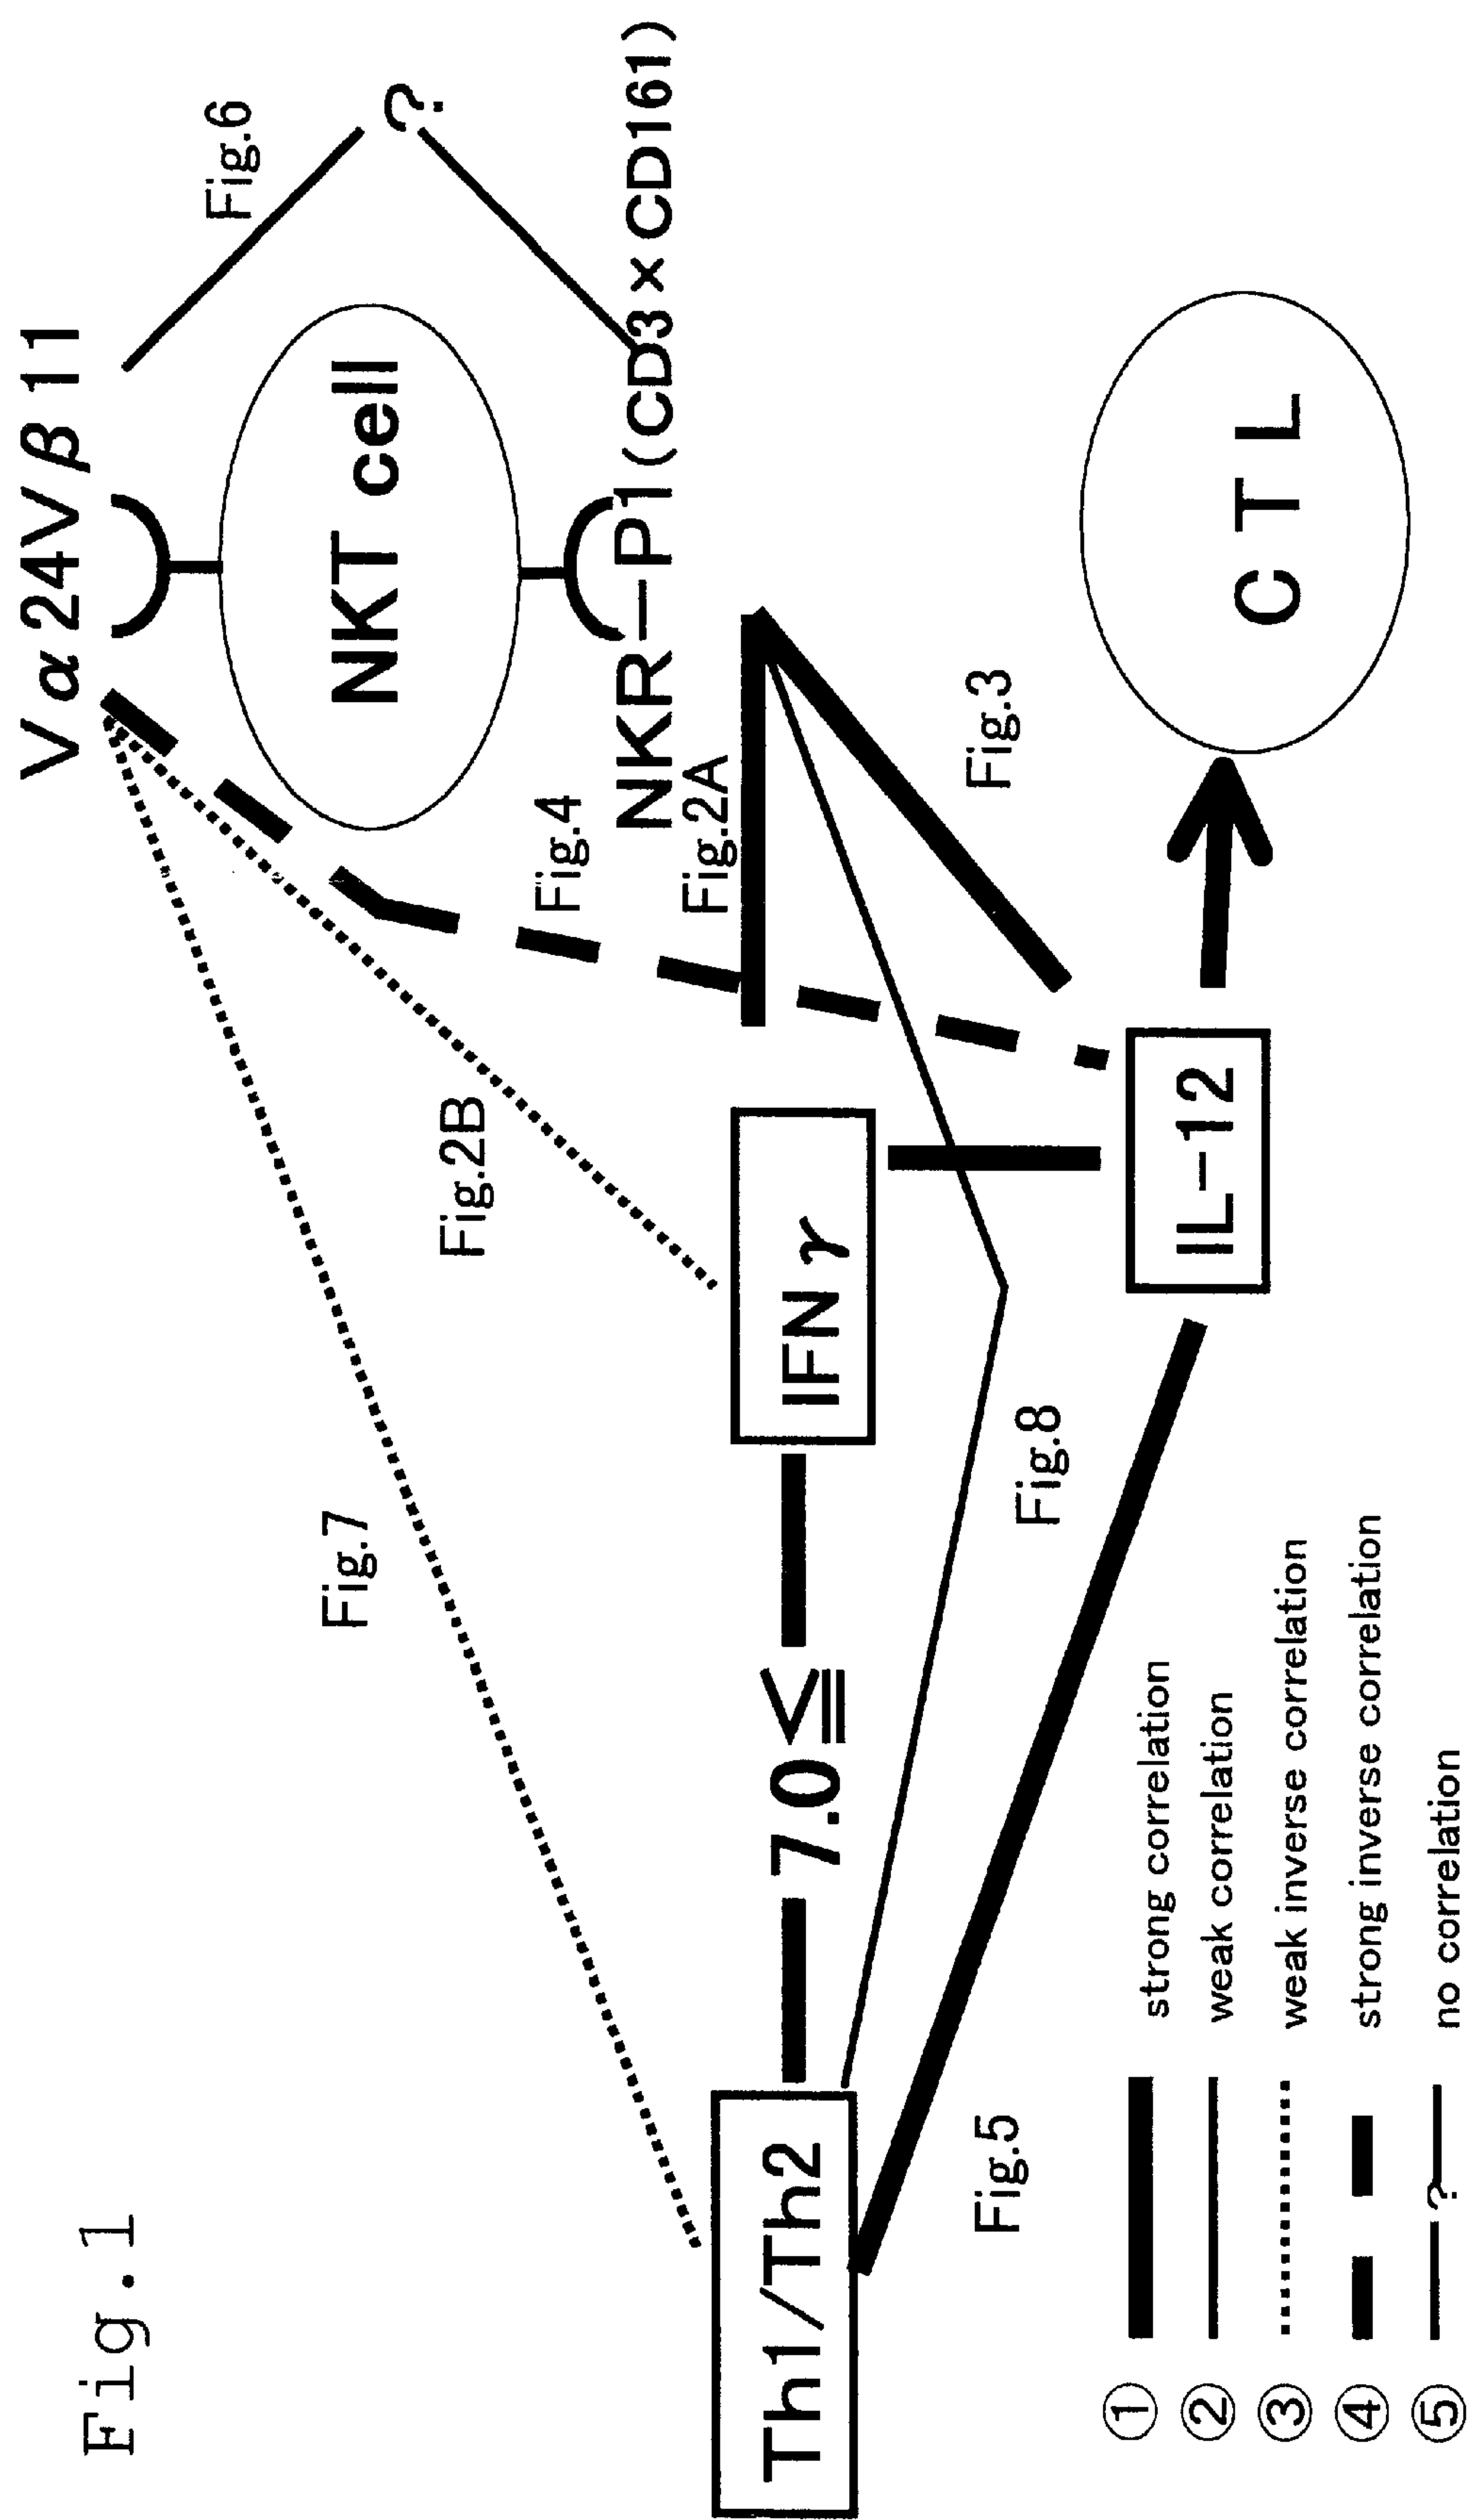 Fig.1
Vα24Vβ11
Fig.7
Fig.6
NKT cell
?
Fig.2B
Fig.4
NKR-P1(CD3×CD161)
Fig.2A
Th1/Th2
7.0≦
IFNγ
Fig.3
Fig.8
Fig.5
IL-12
CTL
① strong correlation
② weak correlation
③ weak inverse correlation
④ strong inverse correlation
⑤ ? no correlation